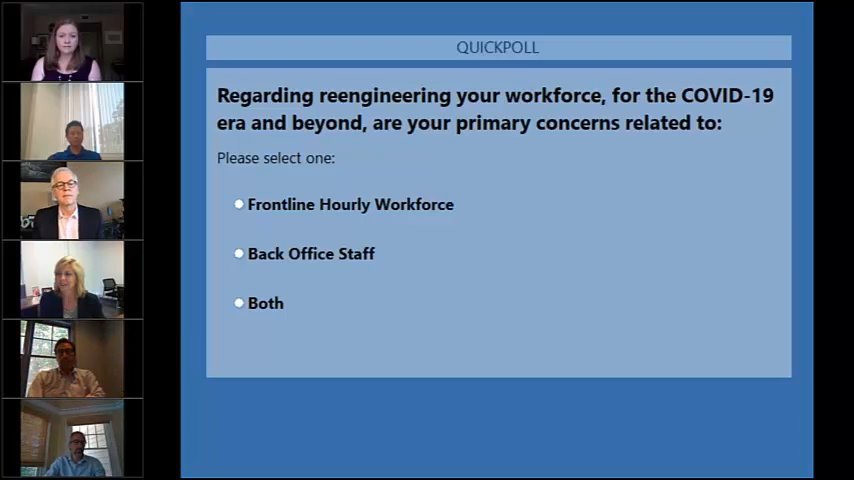 QUICKPOLL
Regarding reengineering your workforce, for the COVID-19
era and beyond, are your primary concerns related to:
Please select one:
Frontline Hourly Workforce
Back Office Staff
Both